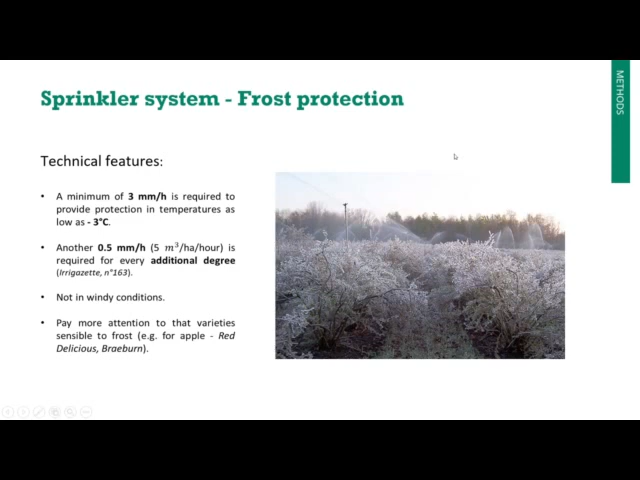 Sprinkler system - Frost protection
METHODS
Technical features:
• A minimum of 3 mm/h is required to
provide protection in temperatures as
low as - 3°C.
• Another 0.5 mm/h (5 m³/ha/hour) is
required for every additional degree
(Irrigazette, n°163).
• Not in windy conditions.
• Pay more attention to that varieties
sensible to frost (e.g. for apple - Red
Delicious, Braeburn).